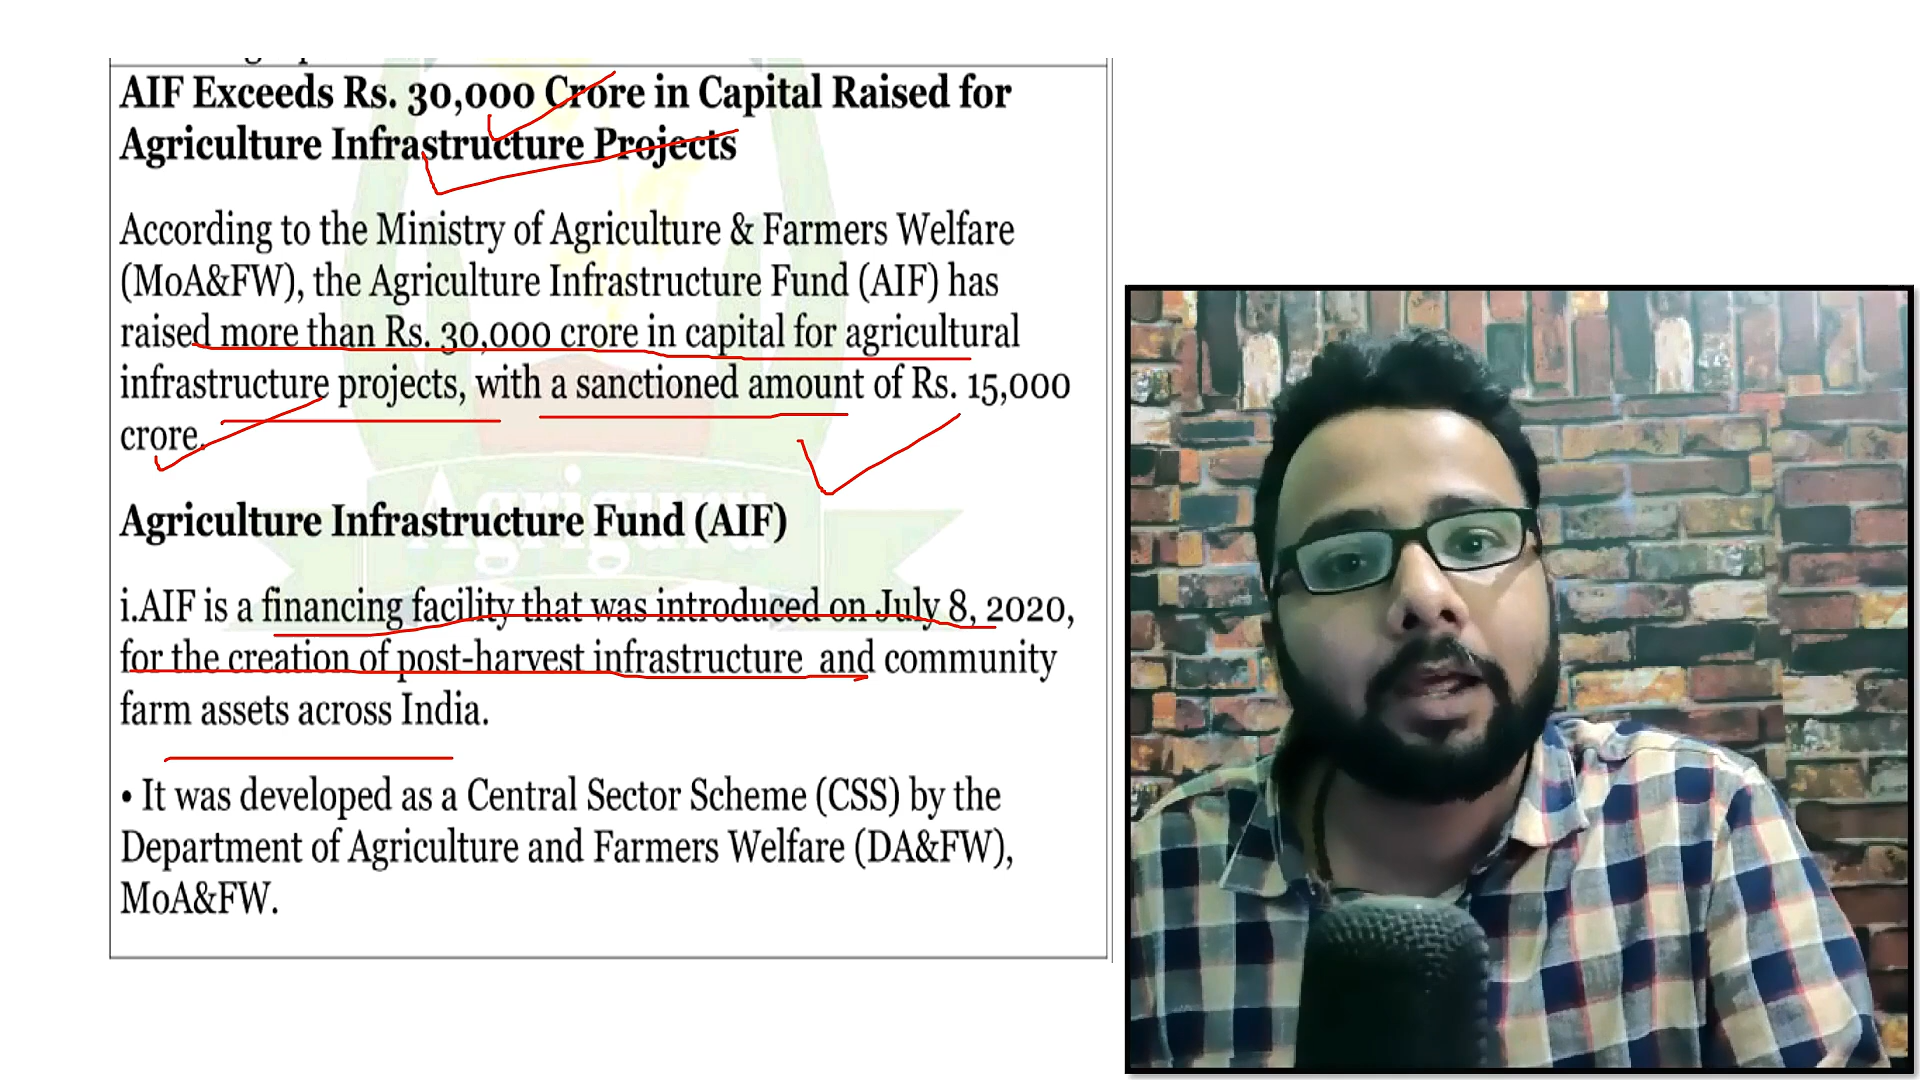 AIF Exceeds Rs. 30,000 Crore in Capital Raised for
Agriculture Infrastructure Projects
According to the Ministry of Agriculture & Farmers Welfare
(MoA&FW), the Agriculture Infrastructure Fund (AIF) has
raised more than Rs. 30,000 crore in capital for agricultural
infrastructure projects, with a sanctioned amount of Rs. 15,000
crore.
Agriguru
Agriculture Infrastructure Fund (AIF)
i.AIF is a financing facility that was introduced on July 8, 2020,
for the creation of post-harvest infrastructure and community
farm assets across India.
• It was developed as a Central Sector Scheme (CSS) by the
Department of Agriculture and Farmers Welfare (DA&FW),
MoA&FW.